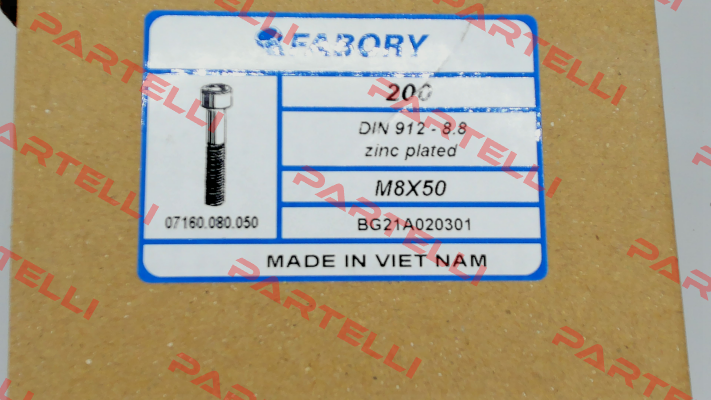 FABORY
200
DIN 912 - 8.8
zinc plated
M8X50
07160.080.050
BG21A020301
MADE IN VIET NAM
PARTELLI
PARTELLI
PARTELLI
PARTELLI
PARTELLI
PARTELLI
PARTELLI